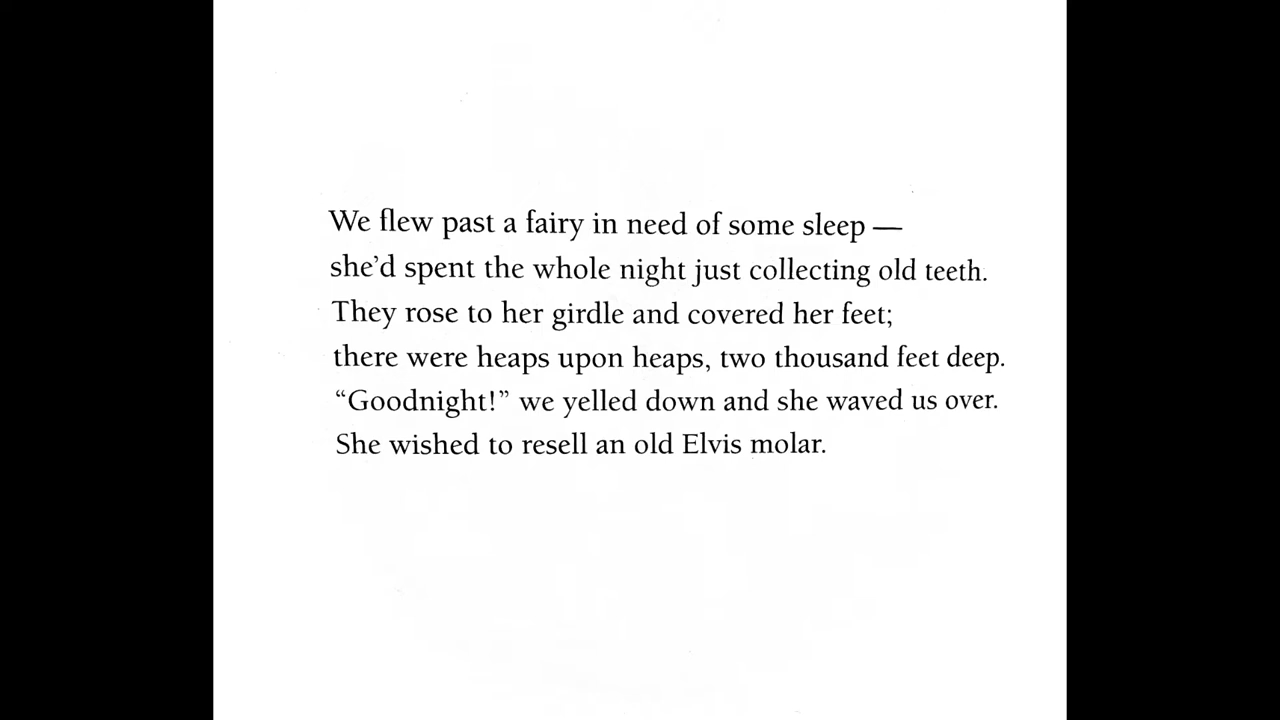 We flew past a fairy in need of some sleep —
she’d spent the whole night just collecting old teeth.
They rose to her girdle and covered her feet;
there were heaps upon heaps, two thousand feet deep.
“Goodnight!” we yelled down and she waved us over.
She wished to resell an old Elvis molar.